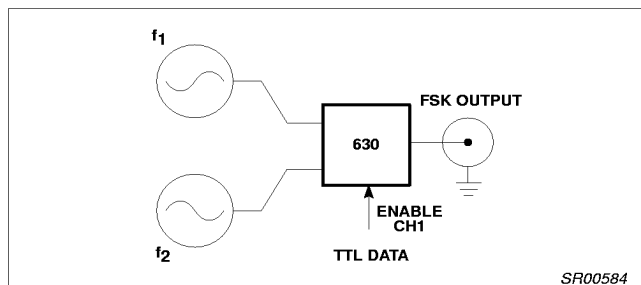 f1
FSK OUTPUT
630
ENABLE
CH1
f2
TTL DATA
SR00584